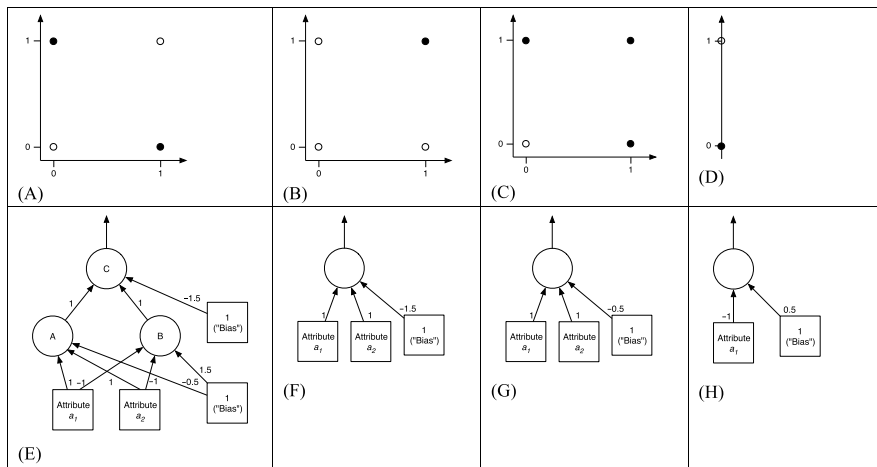 1
0
0 1
(A)
1
0
0 1
(B)
1
0
0 1
(C)
1
0
(D)
C
−1.5
1 1
1
("Bias")
A B
1.5
1 −1 1 −1 −0.5
Attribute
a1
Attribute
a2
1
("Bias")
(E)
−1.5
1 1
Attribute
a1
Attribute
a2
1
("Bias")
(F)
−0.5
1 1
Attribute
a1
Attribute
a2
1
("Bias")
(G)
0.5
−1
Attribute
a1
1
("Bias")
(H)